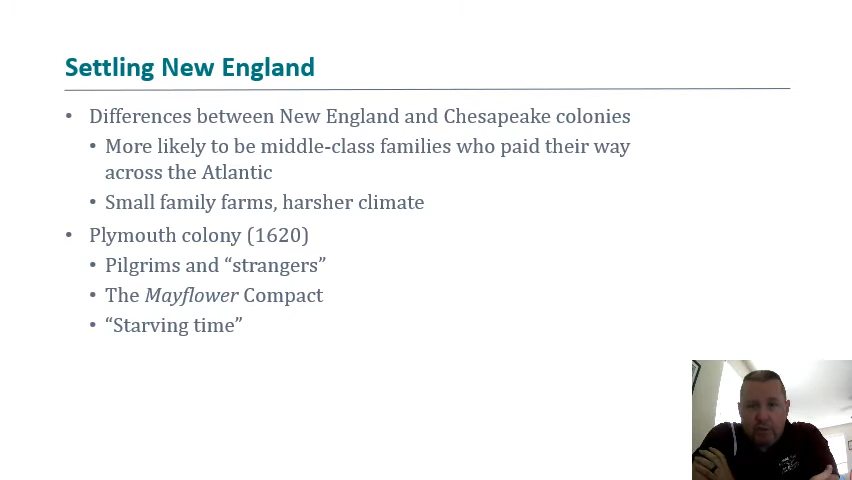 Settling New England
• Differences between New England and Chesapeake colonies
• More likely to be middle-class families who paid their way
across the Atlantic
• Small family farms, harsher climate
• Plymouth colony (1620)
• Pilgrims and “strangers”
• The Mayflower Compact
• “Starving time”